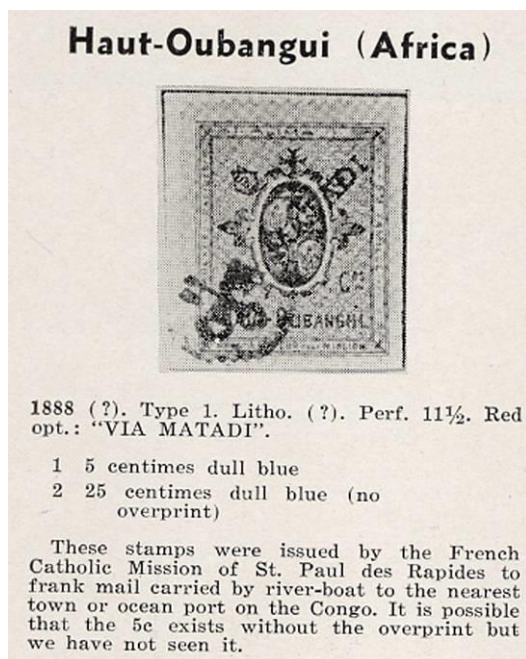 Haut-Oubangui (Africa)
1888 (?). Type 1. Litho. (?). Perf. 11½. Red
opt.: "VIA MATADI".
1 5 centimes dull blue
2 25 centimes dull blue (no
overprint)
These stamps were issued by the French
Catholic Mission of St. Paul des Rapides to
frank mail carried by river-boat to the nearest
town or ocean port on the Congo. It is possible
that the 5c exists without the overprint but
we have not seen it.